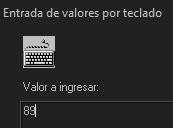 Entrada de valores por teclado
Valor a ingresar:
89